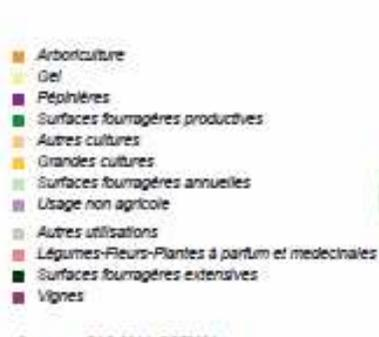 Arboriculture
Gel
Pépinières
Surfaces fourragères productives
Autres cultures
Grandes cultures
Surfaces fourragères annuelles
Usage non agricole
Autres utilisations
Légumes-Fleurs-Plantes à parfum et medecinales
Surfaces fourragères extensives
Vignes